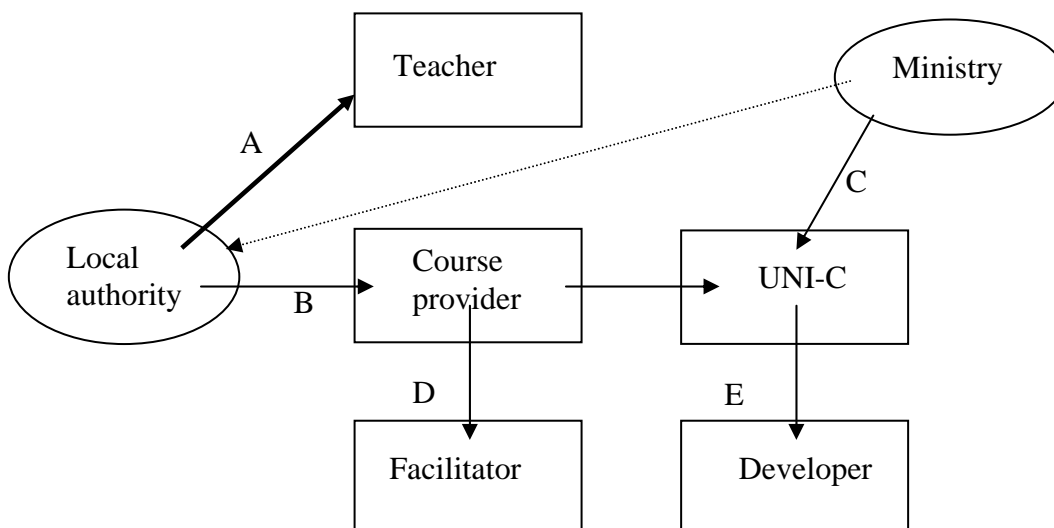 Teacher
Ministry
A
C
Local
authority
B
Course
provider
UNI-C
D
E
Facilitator
Developer